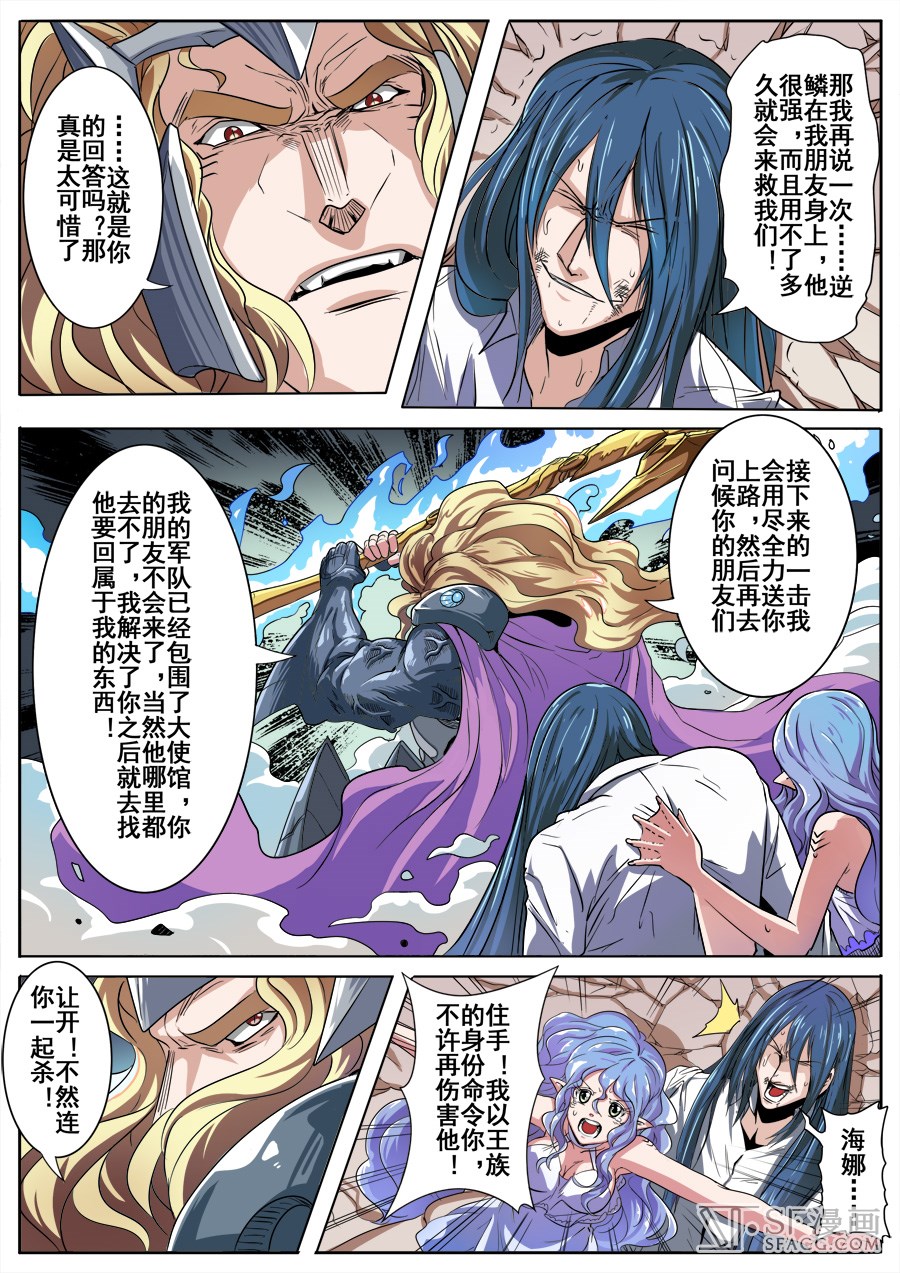 那我再说一次……逆
鳞在我朋友身上，他
很强，而且用不了多
久就会来救我们！
……这就是你
的回答吗？那
真是太可惜了
接下来的一击我
会用尽全力送你
上路，然后再去
问候你的朋友们
我的军队已经包围了大使馆，你
的朋友不会来了，当然他哪里都
去不了，我解决了你之后就去找
他要回属于我的东西！
海娜……
住手！我以王族
的身份命令你，
不许再伤害他！
让开！不然连
你一起杀！
SF漫画
SFACG.COM